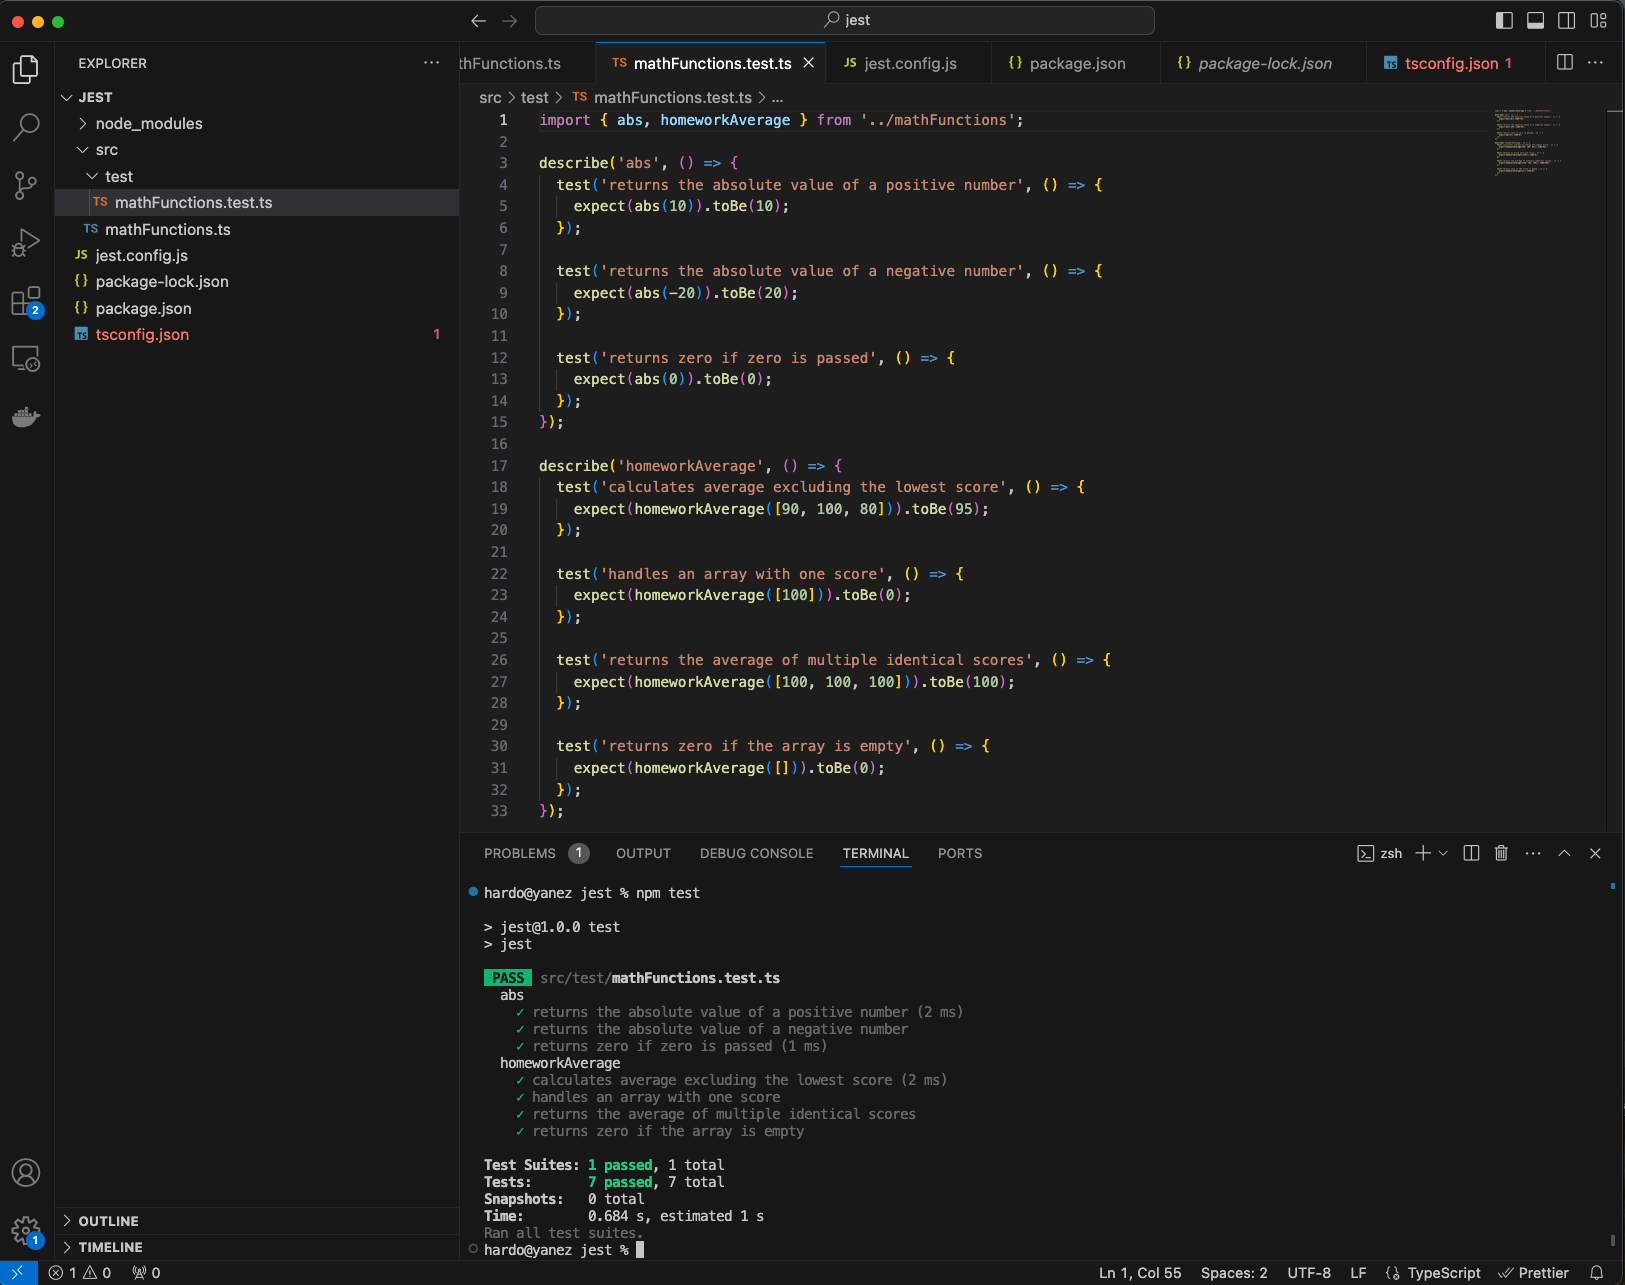 jest
EXPLORER
JEST
node_modules
src
test
TS mathFunctions.test.ts
TS mathFunctions.ts
JS jest.config.js
{} package-lock.json
{} package.json
TS tsconfig.json 1
2
1
thFunctions.ts
TS mathFunctions.test.ts
JS jest.config.js
{} package.json
{} package-lock.json
TS tsconfig.json 1
src > test > TS mathFunctions.test.ts > ...
1 import { abs, homeworkAverage } from '../mathFunctions';
2
3 describe('abs', () => {
4   test('returns the absolute value of a positive number', () => {
5     expect(abs(10)).toBe(10);
6   });
7
8   test('returns the absolute value of a negative number', () => {
9     expect(abs(-20)).toBe(20);
10   });
11
12   test('returns zero if zero is passed', () => {
13     expect(abs(0)).toBe(0);
14   });
15 });
16
17 describe('homeworkAverage', () => {
18   test('calculates average excluding the lowest score', () => {
19     expect(homeworkAverage([90, 100, 80])).toBe(95);
20   });
21
22   test('handles an array with one score', () => {
23     expect(homeworkAverage([100])).toBe(0);
24   });
25
26   test('returns the average of multiple identical scores', () => {
27     expect(homeworkAverage([100, 100, 100])).toBe(100);
28   });
29
30   test('returns zero if the array is empty', () => {
31     expect(homeworkAverage([])).toBe(0);
32   });
33 });
PROBLEMS 1 OUTPUT DEBUG CONSOLE TERMINAL PORTS zsh
hardo@yanez jest % npm test
> jest@1.0.0 test
> jest
PASS src/test/mathFunctions.test.ts
abs
✓ returns the absolute value of a positive number (2 ms)
✓ returns the absolute value of a negative number
✓ returns zero if zero is passed (1 ms)
homeworkAverage
✓ calculates average excluding the lowest score (2 ms)
✓ handles an array with one score
✓ returns the average of multiple identical scores
✓ returns zero if the array is empty
Test Suites: 1 passed, 1 total
Tests: 7 passed, 7 total
Snapshots: 0 total
Time: 0.684 s, estimated 1 s
Ran all test suites.
hardo@yanez jest %
OUTLINE
TIMELINE
1 0 0 Ln 1, Col 55 Spaces: 2 UTF-8 LF {} TypeScript Prettier